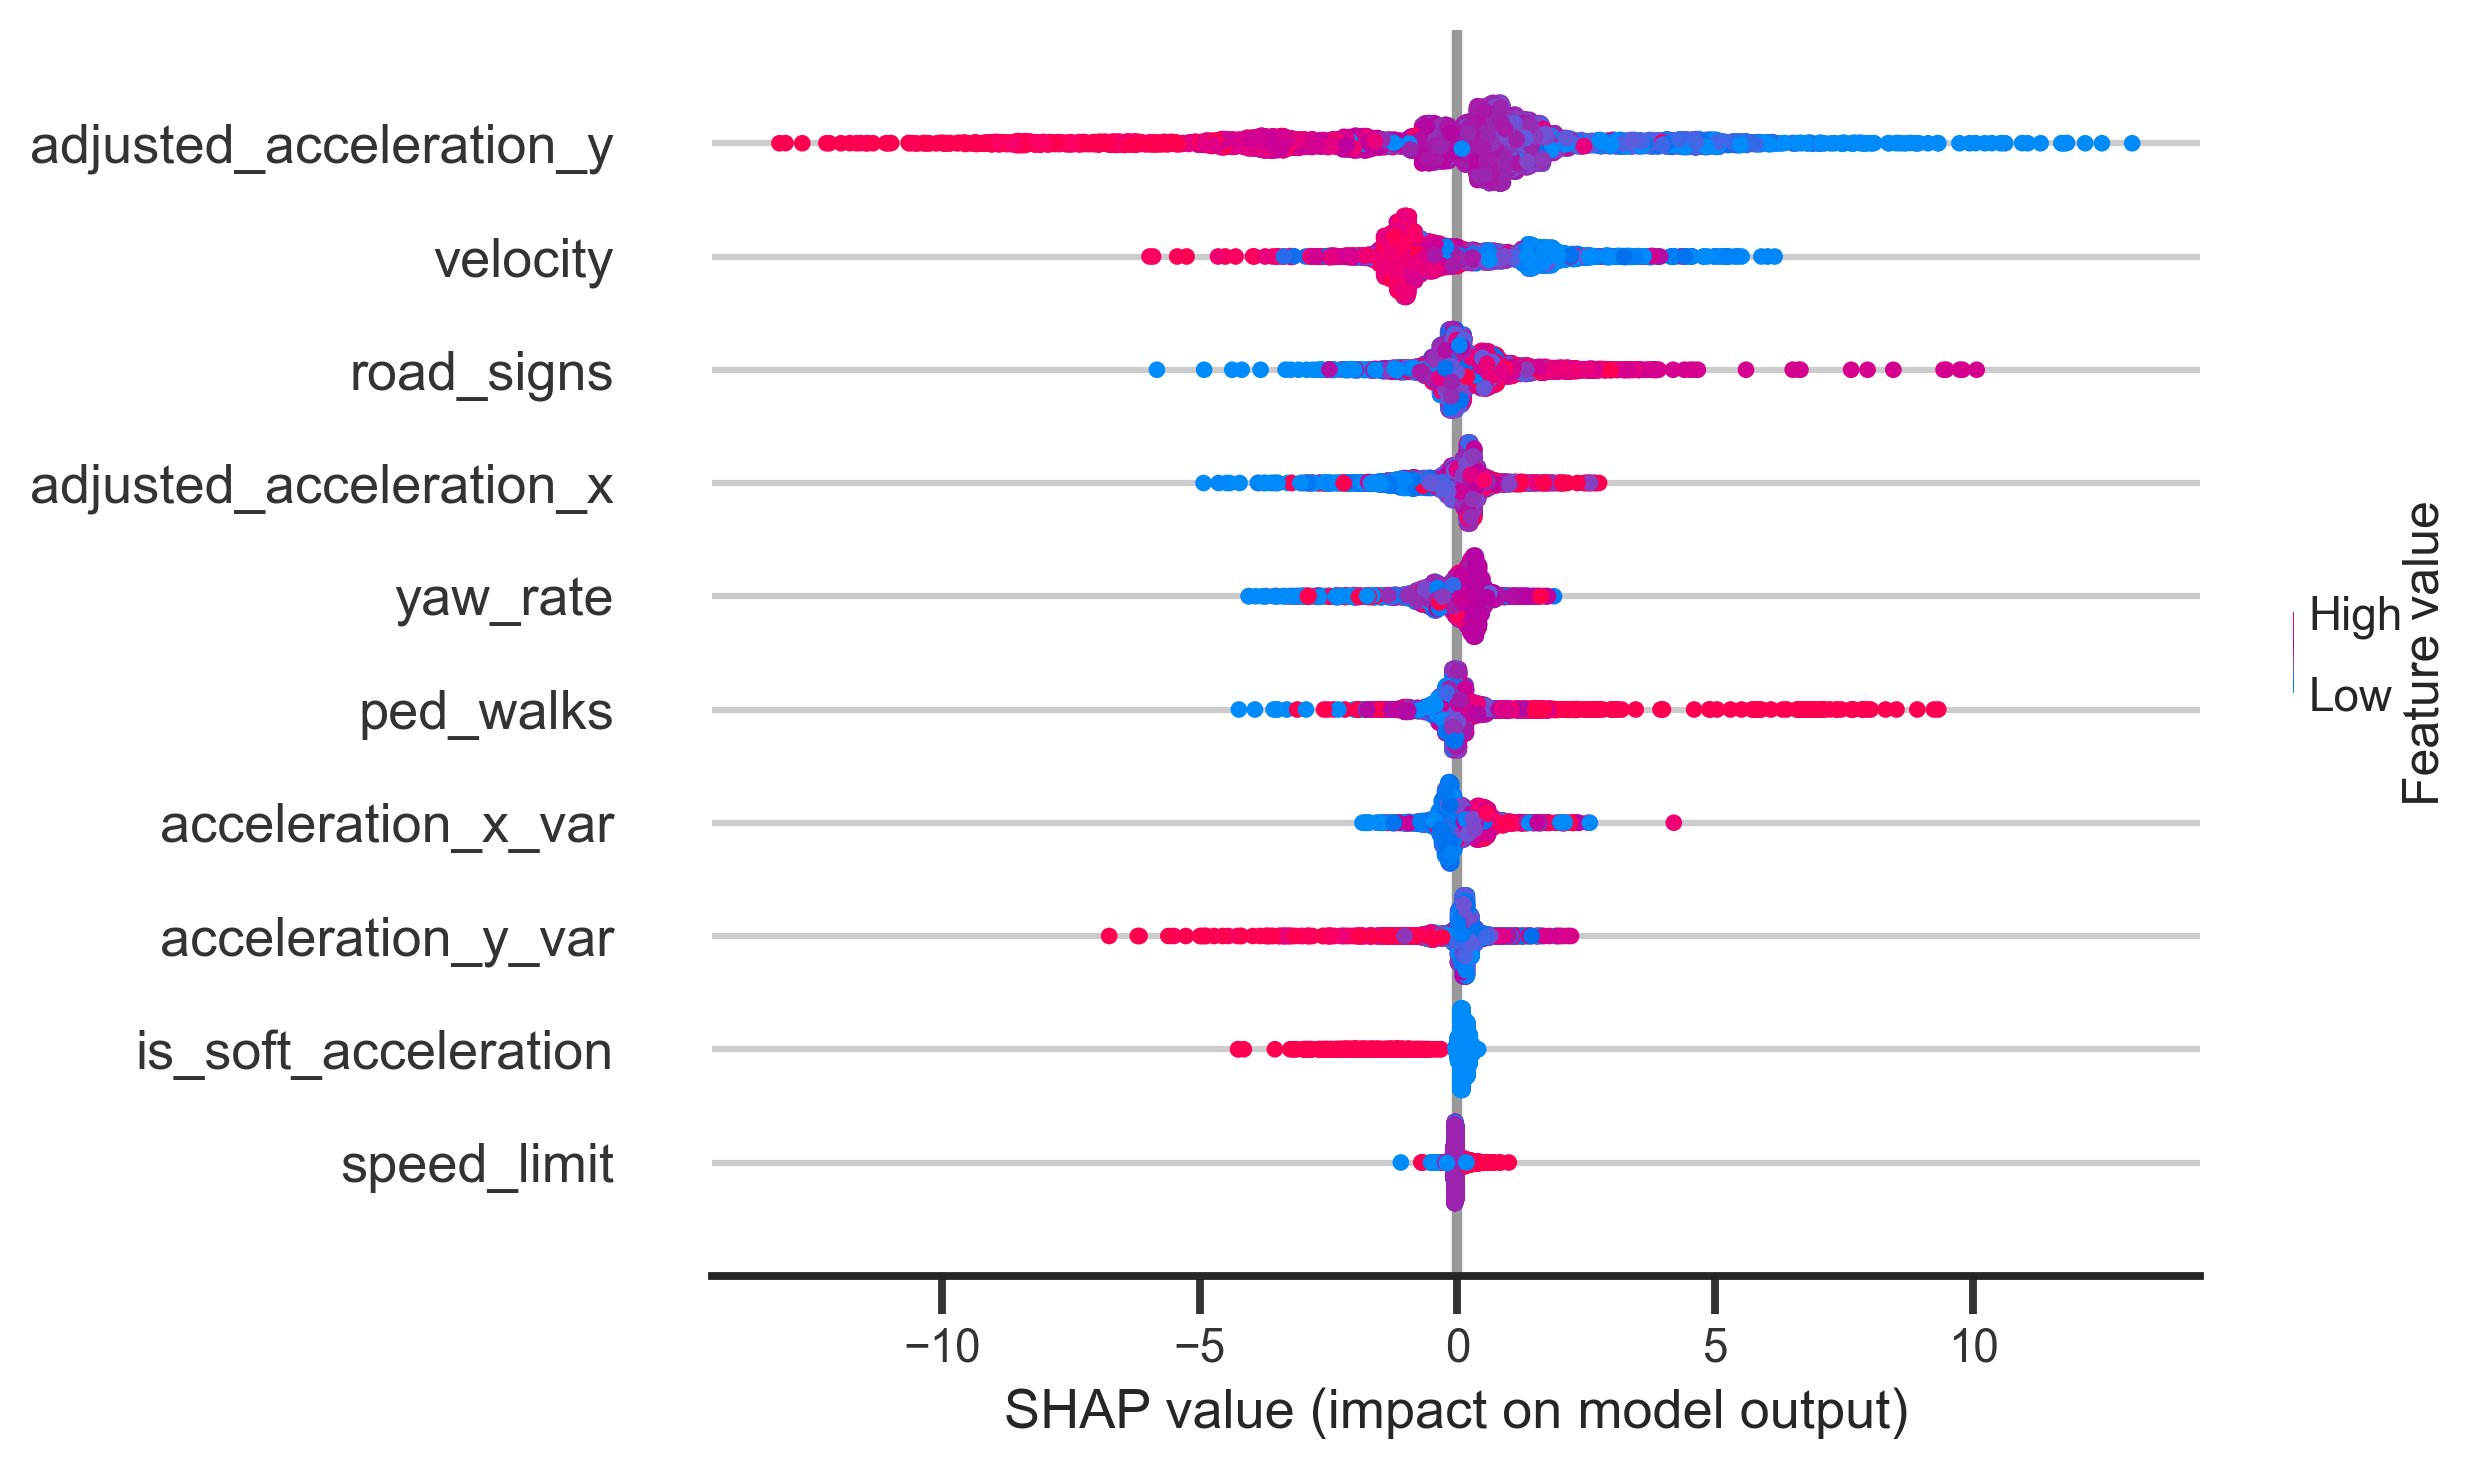 adjusted_acceleration_y
velocity
road_signs
adjusted_acceleration_x
yaw_rate
ped_walks
acceleration_x_var
acceleration_y_var
is_soft_acceleration
speed_limit
−10 −5 0 5 10
SHAP value (impact on model output)
High
Low
Feature value